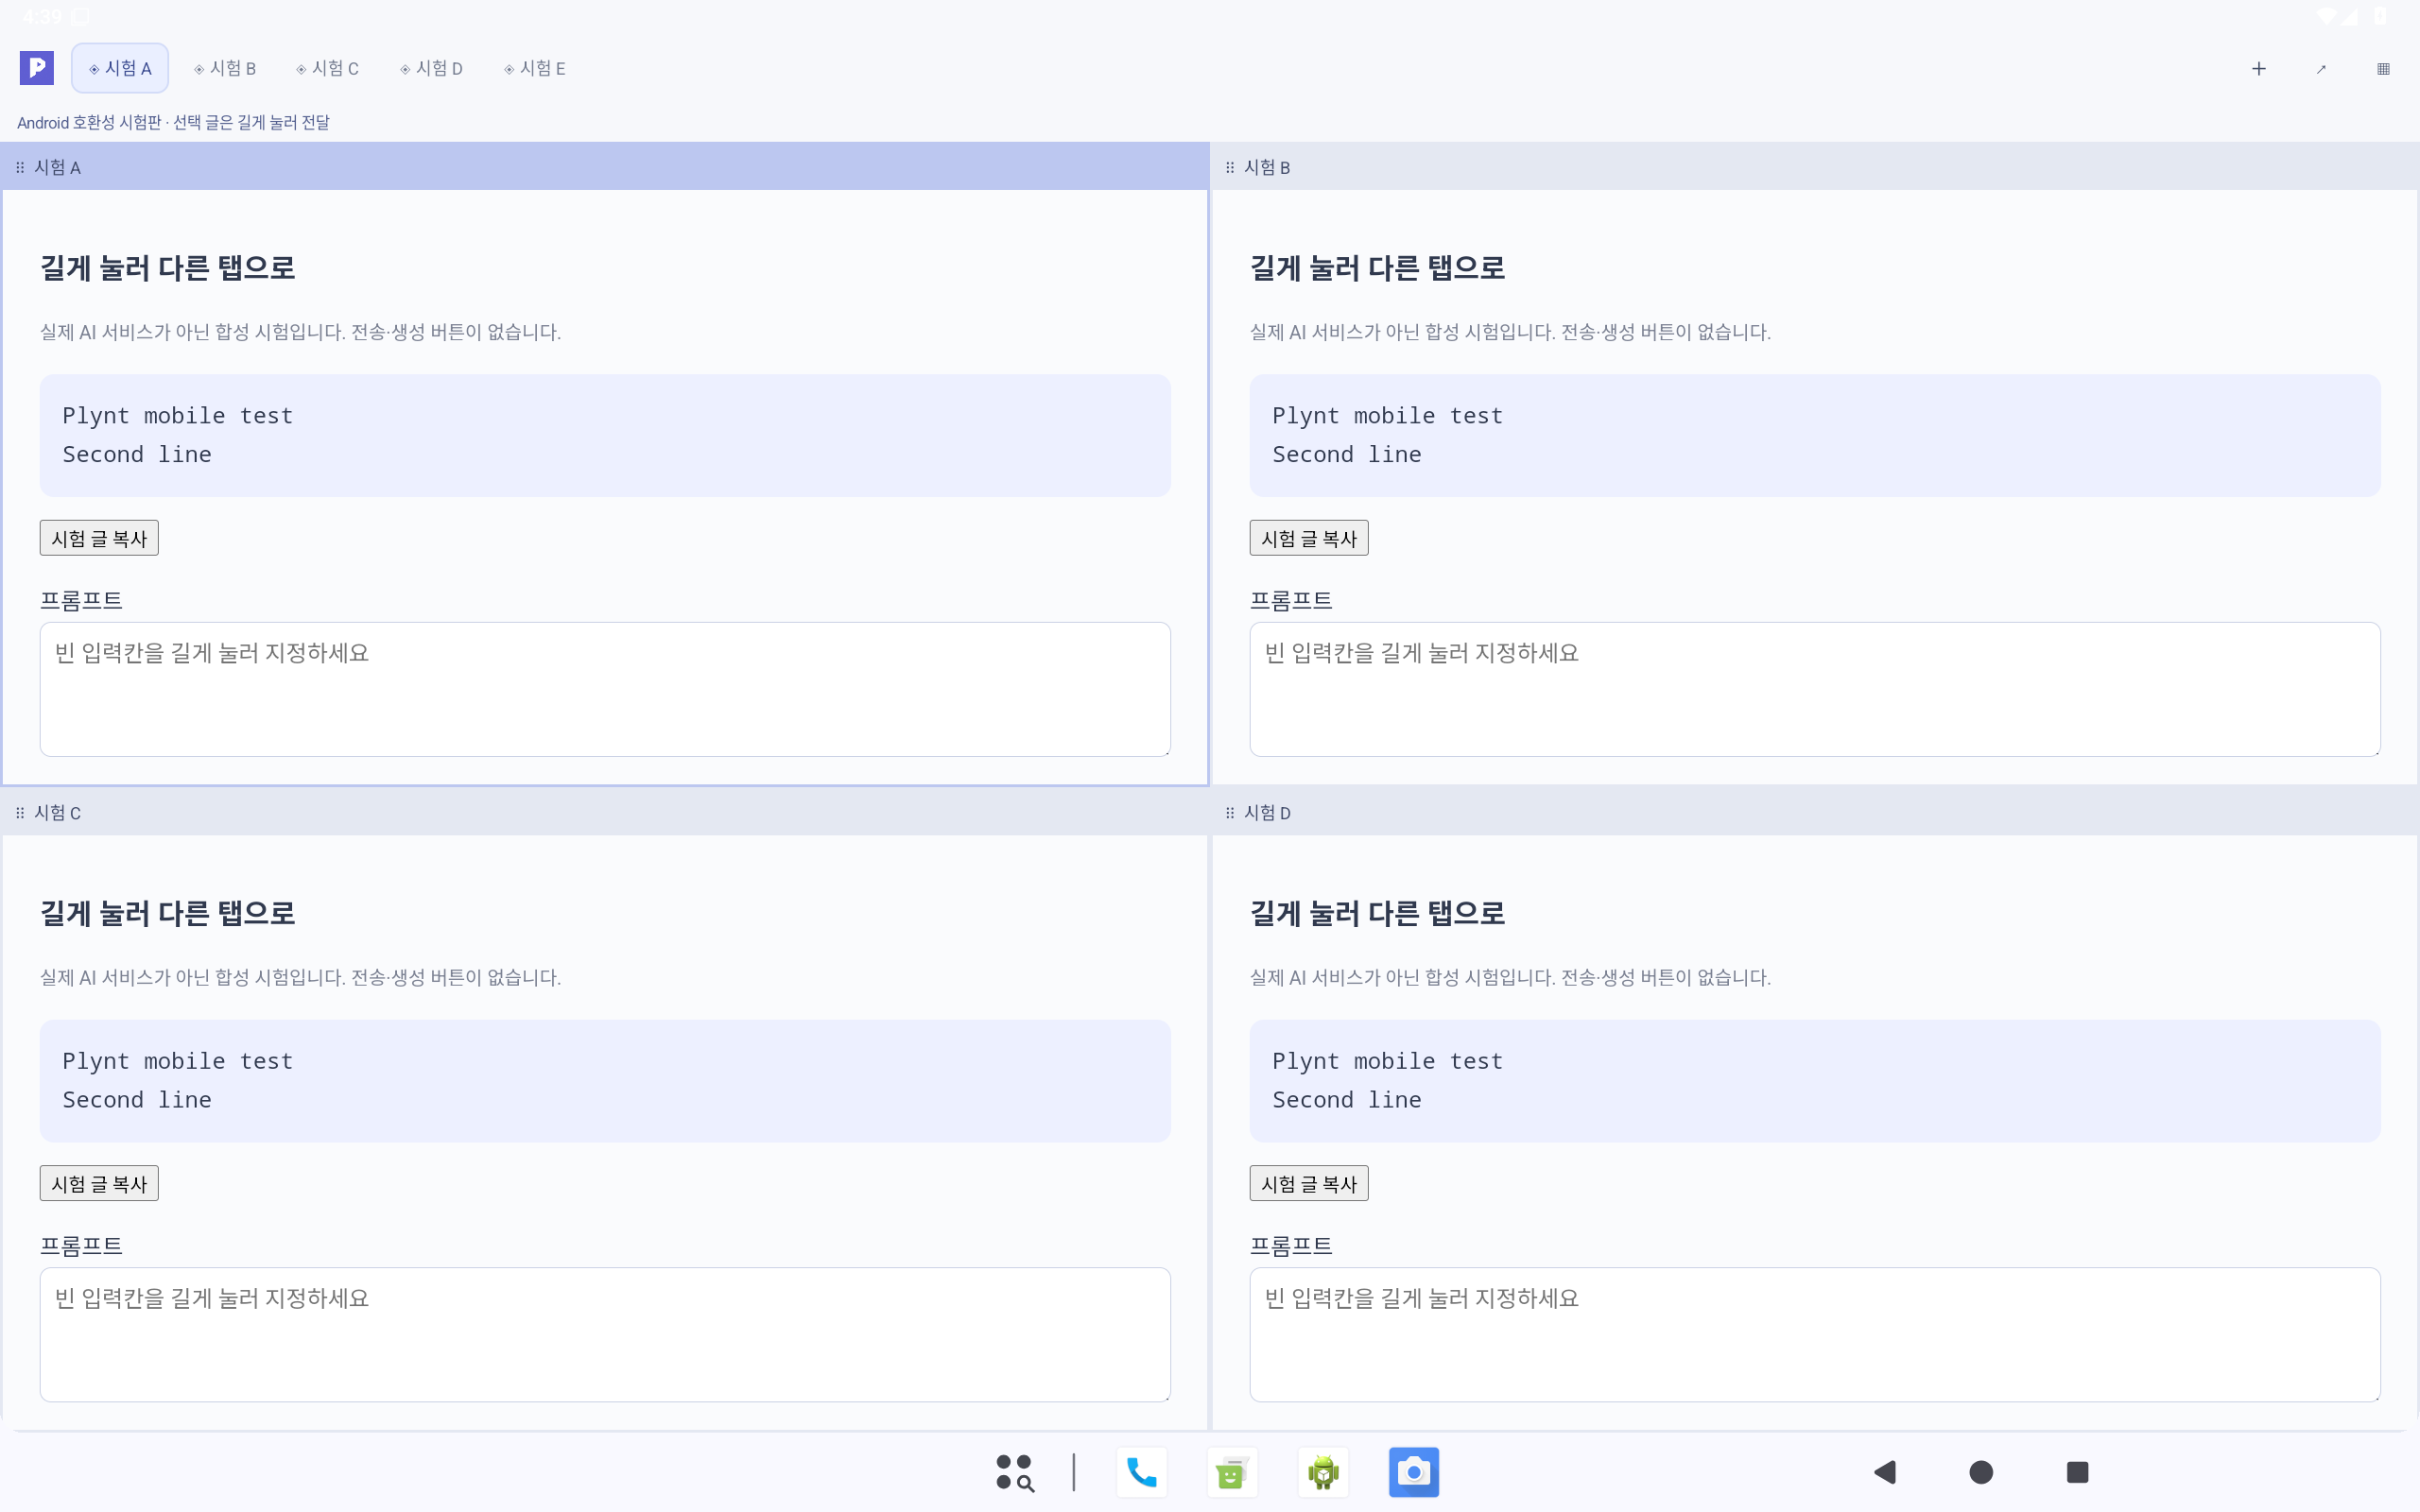 4:39
시험 A
시험 B
시험 C
시험 D
시험 E
Android 호환성 시험판 · 선택 글은 길게 눌러 전달
시험 A
길게 눌러 다른 탭으로
실제 AI 서비스가 아닌 합성 시험입니다. 전송·생성 버튼이 없습니다.
Plynt mobile test
Second line
시험 글 복사
프롬프트
빈 입력칸을 길게 눌러 지정하세요
시험 B
길게 눌러 다른 탭으로
실제 AI 서비스가 아닌 합성 시험입니다. 전송·생성 버튼이 없습니다.
Plynt mobile test
Second line
시험 글 복사
프롬프트
빈 입력칸을 길게 눌러 지정하세요
시험 C
길게 눌러 다른 탭으로
실제 AI 서비스가 아닌 합성 시험입니다. 전송·생성 버튼이 없습니다.
Plynt mobile test
Second line
시험 글 복사
프롬프트
빈 입력칸을 길게 눌러 지정하세요
시험 D
길게 눌러 다른 탭으로
실제 AI 서비스가 아닌 합성 시험입니다. 전송·생성 버튼이 없습니다.
Plynt mobile test
Second line
시험 글 복사
프롬프트
빈 입력칸을 길게 눌러 지정하세요